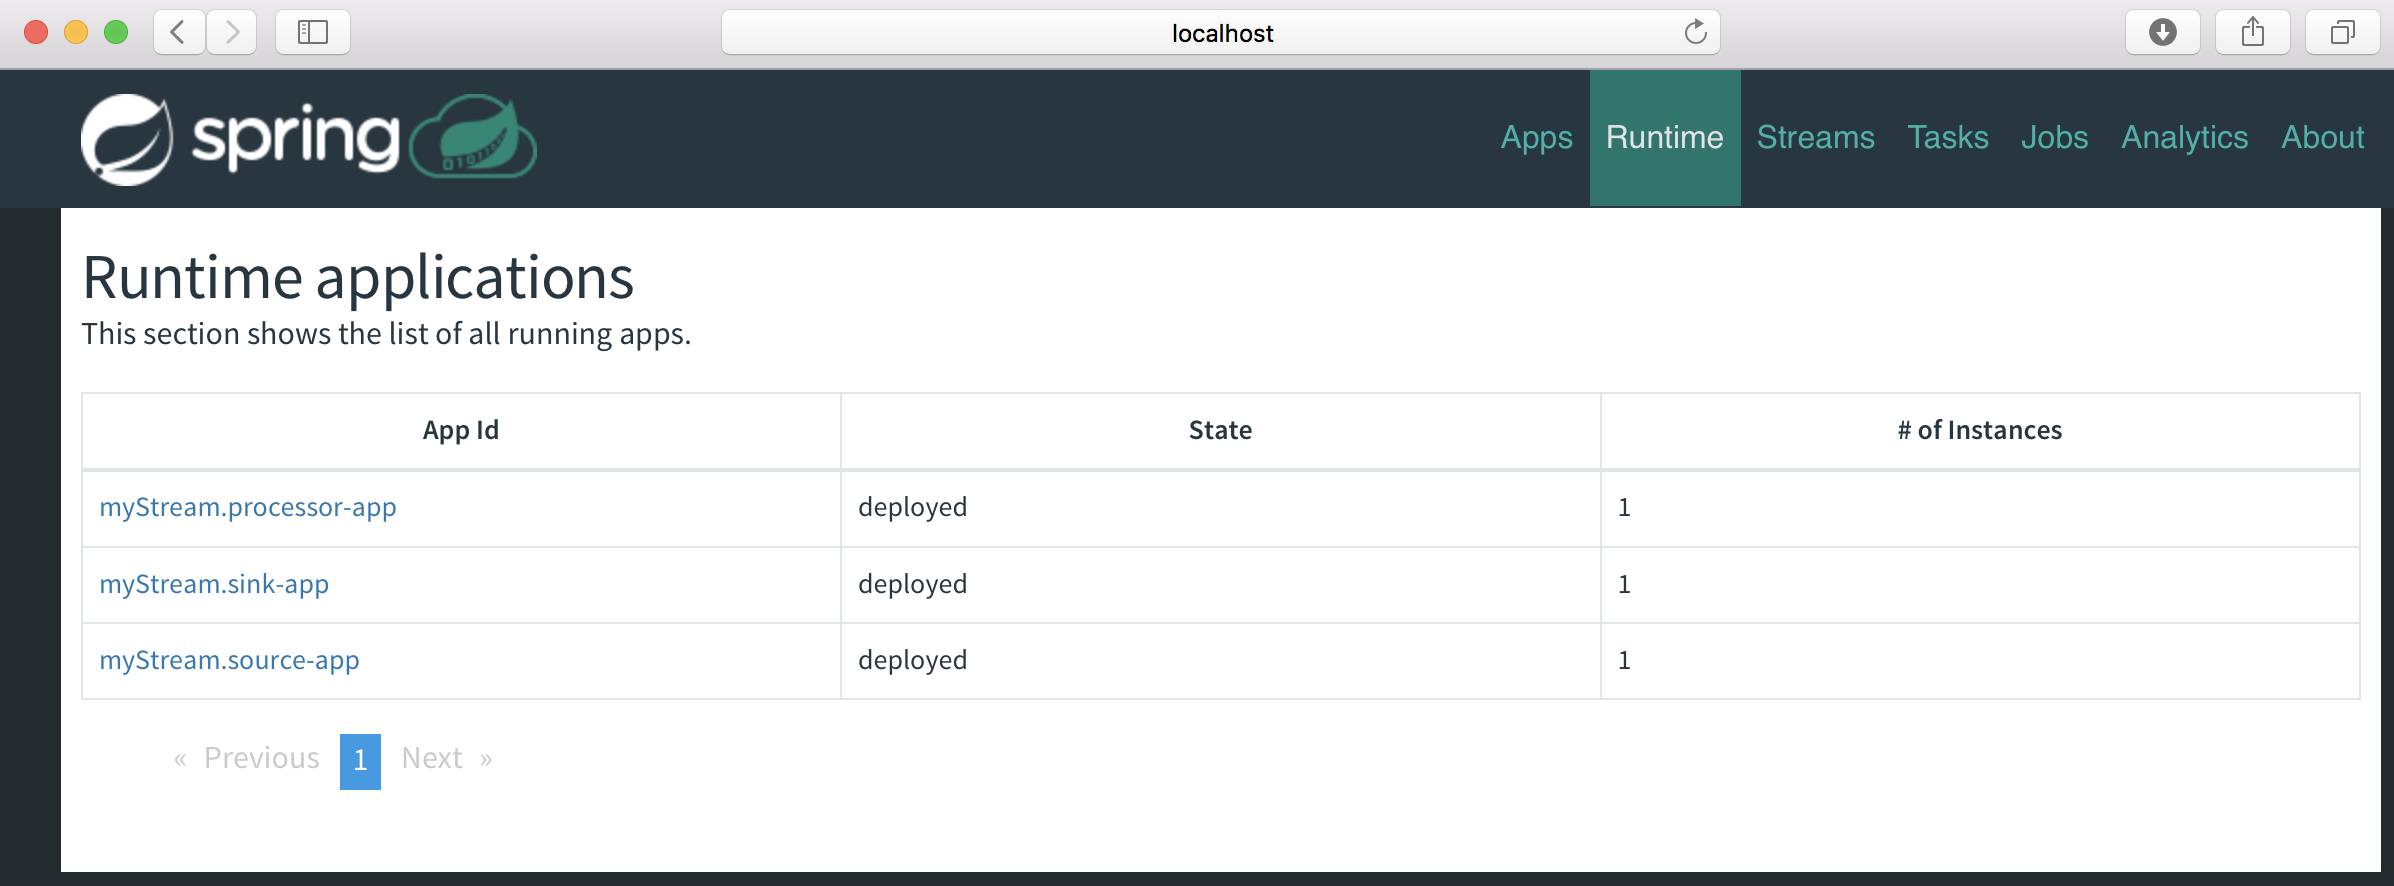 localhost
spring
Apps Runtime Streams Tasks Jobs Analytics About
Runtime applications
This section shows the list of all running apps.
App Id State # of Instances
myStream.processor-app deployed 1
myStream.sink-app deployed 1
myStream.source-app deployed 1
« Previous 1 Next »